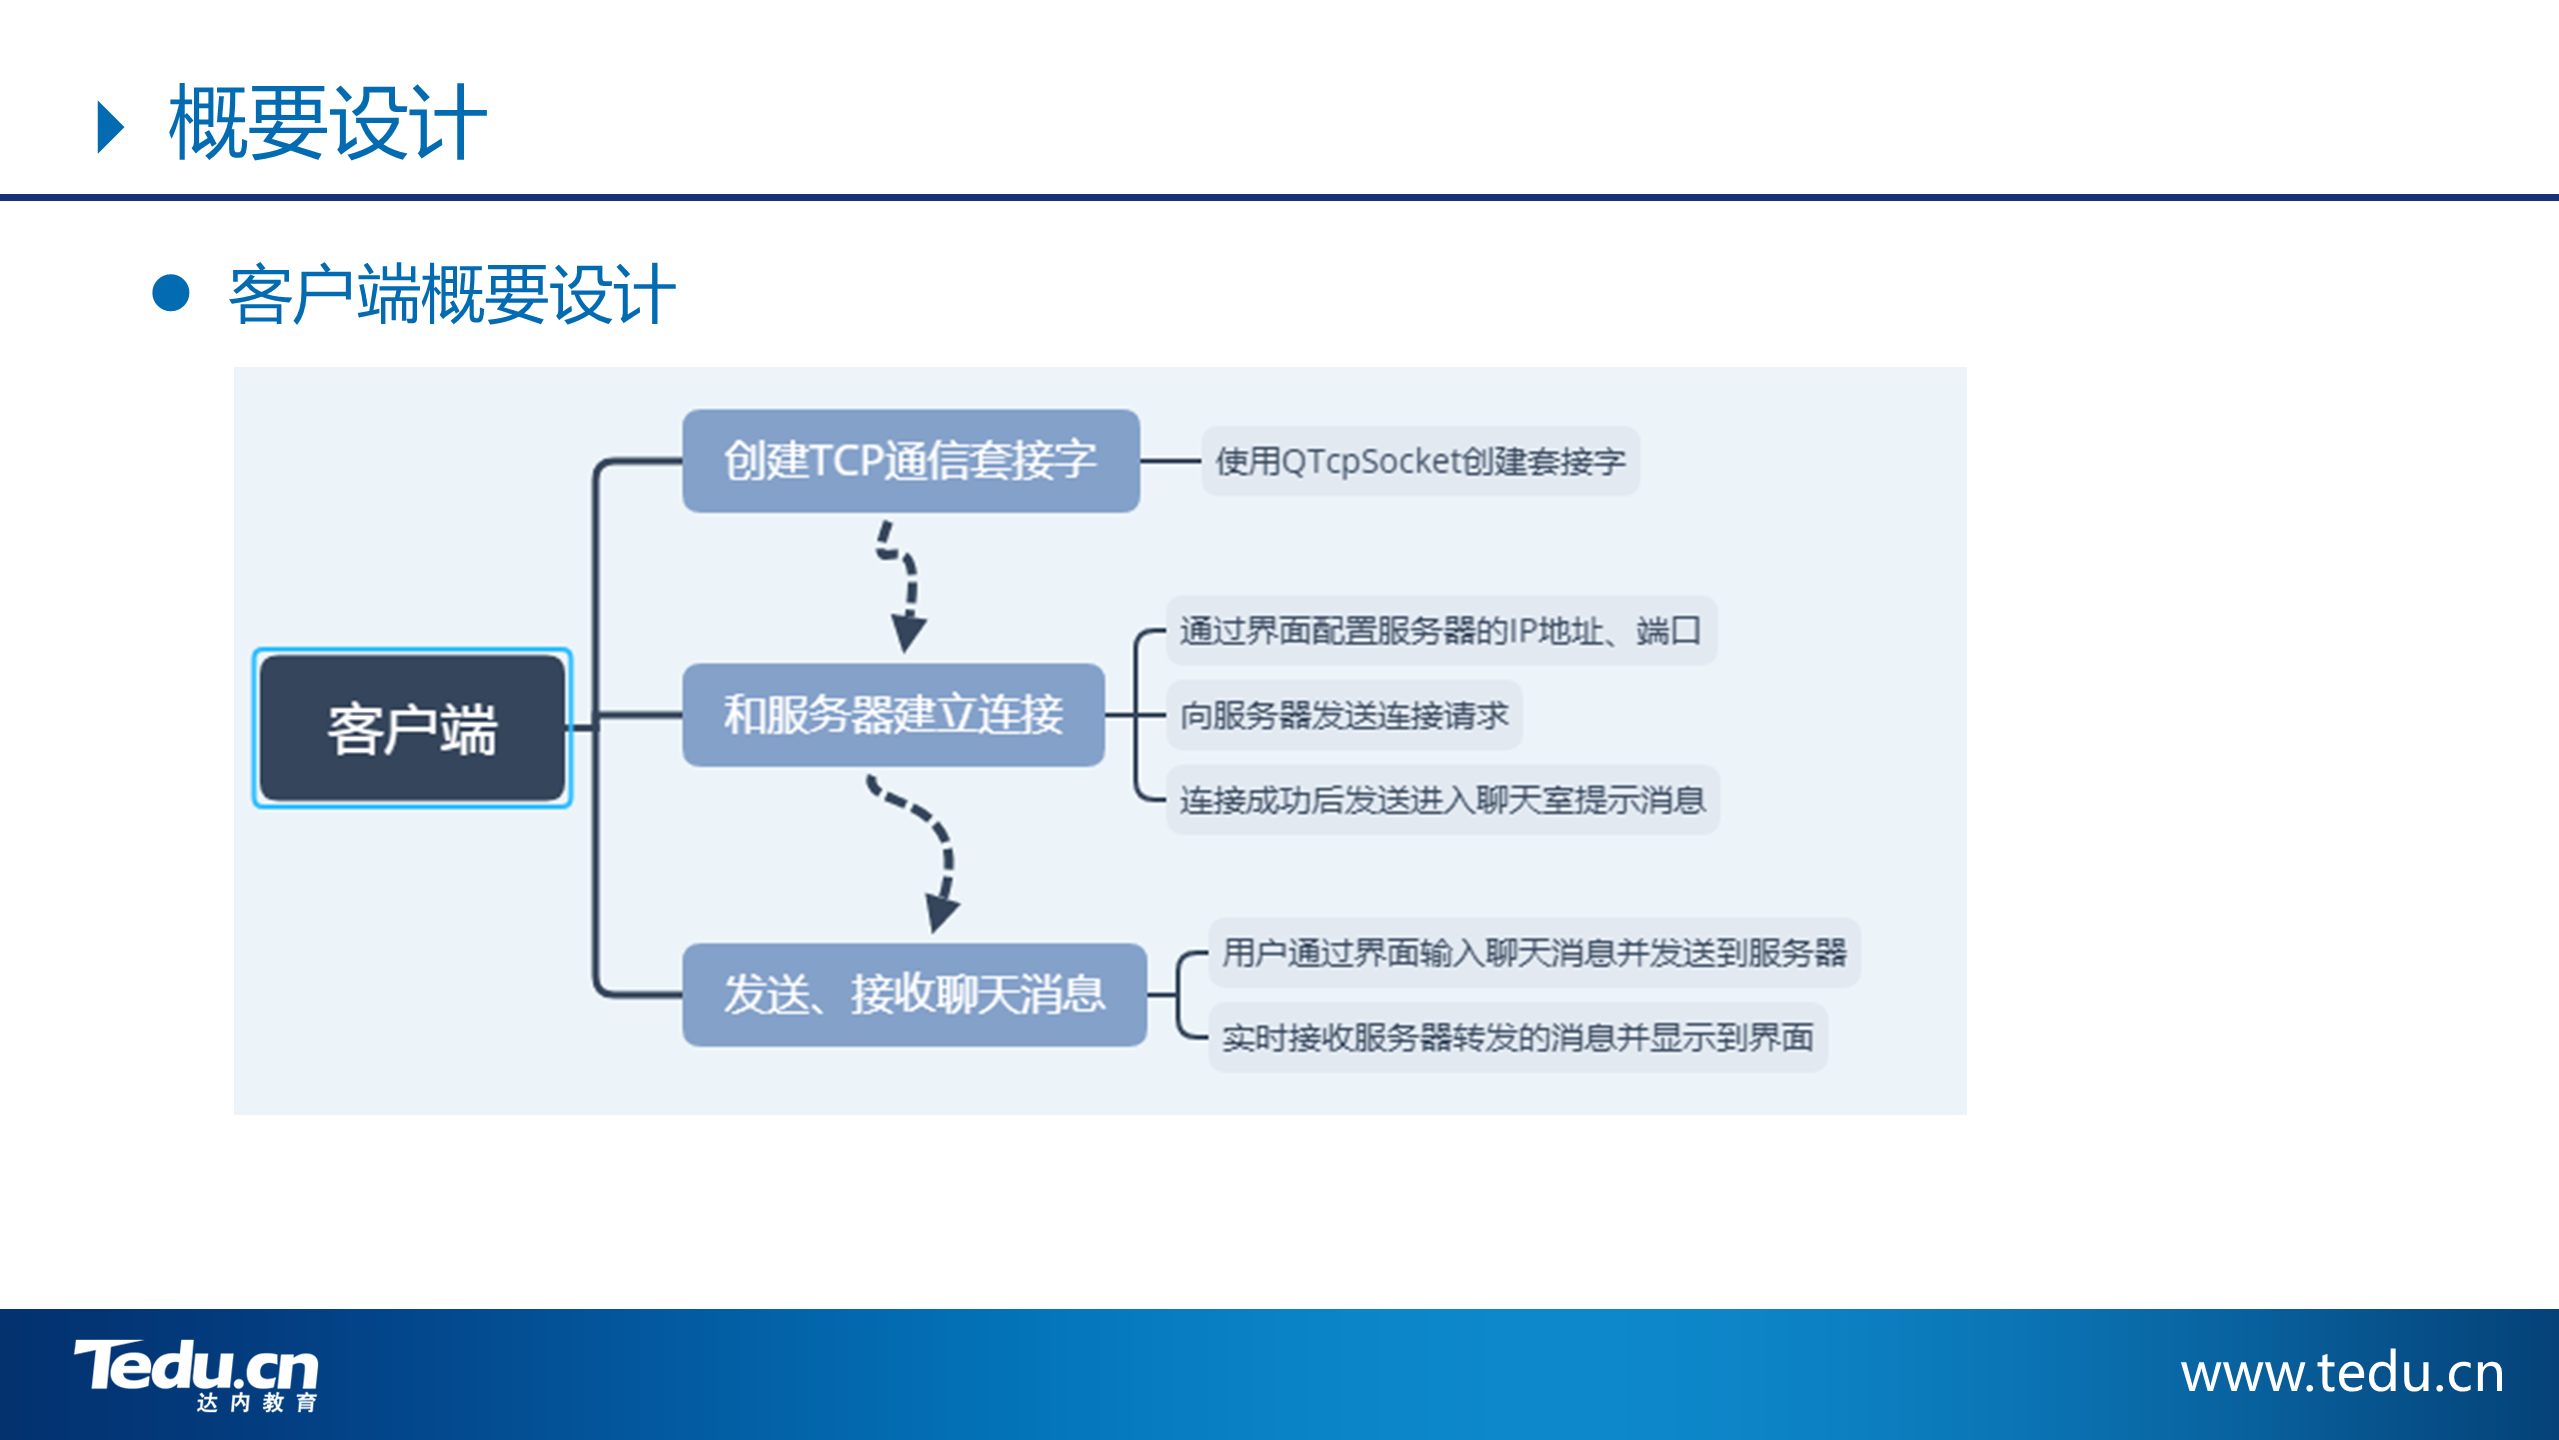 概要设计
客户端概要设计
创建TCP通信套接字
使用QTcpSocket创建套接字
通过界面配置服务器的IP地址、端口
客户端
和服务器建立连接
向服务器发送连接请求
连接成功后发送进入聊天室提示消息
用户通过界面输入聊天消息并发送到服务器
发送、接收聊天消息
实时接收服务器转发的消息并显示到界面
Tedu.cn
达内教育
www.tedu.cn